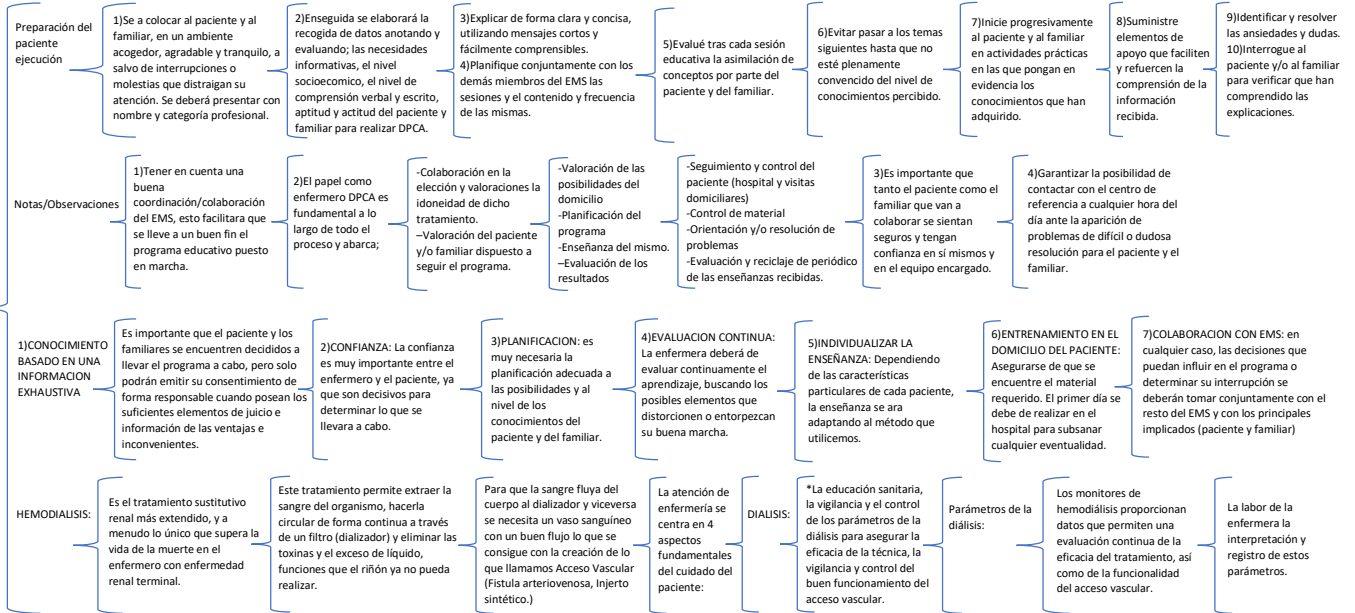 Preparación del
paciente
ejecución
1)Se a colocar al paciente y al
familiar, en un ambiente
acogedor, agradable y tranquilo, a
salvo de interrupciones o
molestias que distraigan su
atención. Se deberá presentar con
nombre y categoría profesional.
2)Enseguida se elaborará la
recogida de datos anotando y
evaluando; las necesidades
informativas, el nivel
socioecomico, el nivel de
comprensión verbal y escrito,
aptitud y actitud del paciente y
familiar para realizar DPCA.
3)Explicar de forma clara y concisa,
utilizando mensajes cortos y
fácilmente comprensibles.
4)Planifique conjuntamente con los
demás miembros del EMS las
sesiones y el contenido y frecuencia
de las mismas.
5)Evalué tras cada sesión
educativa la asimilación de
conceptos por parte del
paciente y del familiar.
6)Evitar pasar a los temas
siguientes hasta que no
esté plenamente
convencido del nivel de
conocimientos percibido.
7)Inicie progresivamente
al paciente y al familiar
en actividades prácticas
en las que pongan en
evidencia los
conocimientos que han
adquirido.
8)Suministre
elementos de
apoyo que faciliten
y refuercen la
comprensión de la
información
recibida.
9)Identificar y resolver
las ansiedades y dudas.
10)Interrogue al
paciente y/o al familiar
para verificar que han
comprendido las
explicaciones.
Notas/Observaciones
1)Tener en cuenta una
buena
coordinación/colaboración
del EMS, esto facilitara que
se lleve a un buen fin el
programa educativo puesto
en marcha.
2)El papel como
enfermero DPCA es
fundamental a lo
largo de todo el
proceso y abarca;
-Colaboración en la
elección y valoraciones la
idoneidad de dicho
tratamiento.
–Valoración del paciente
y/o familiar dispuesto a
seguir el programa.
-Valoración de las
posibilidades del
domicilio
-Planificación del
programa
-Enseñanza del mismo.
–Evaluación de los
resultados
-Seguimiento y control del
paciente (hospital y visitas
domiciliares)
-Control de material
-Orientación y/o resolución de
problemas
-Evaluación y reciclaje de periódico
de las enseñanzas recibidas.
3)Es importante que
tanto el paciente como el
familiar que van a
colaborar se sientan
seguros y tengan
confianza en sí mismos y
en el equipo encargado.
4)Garantizar la posibilidad de
contactar con el centro de
referencia a cualquier hora del
día ante la aparición de
problemas de difícil o dudosa
resolución para el paciente y el
familiar.
1)CONOCIMIENTO
BASADO EN UNA
INFORMACION
EXHAUSTIVA
Es importante que el paciente y los
familiares se encuentren decididos a
llevar el programa a cabo, pero solo
podrán emitir su consentimiento de
forma responsable cuando posean los
suficientes elementos de juicio e
información de las ventajas e
inconvenientes.
2)CONFIANZA: La confianza
es muy importante entre el
enfermero y el paciente, ya
que son decisivos para
determinar lo que se
llevara a cabo.
3)PLANIFICACION: es
muy necesaria la
planificación adecuada a
las posibilidades y al
nivel de los
conocimientos del
paciente y del familiar.
4)EVALUACION CONTINUA:
La enfermera deberá de
evaluar continuamente el
aprendizaje, buscando los
posibles elementos que
distorcionen o entorpezcan
su buena marcha.
5)INDIVIDUALIZAR LA
ENSEÑANZA: Dependiendo
de las características
particulares de cada paciente,
la enseñanza se ara
adaptando al método que
utilicemos.
6)ENTRENAMIENTO EN EL
DOMICILIO DEL PACIENTE:
Asegurarse de que se
encuentre el material
requerido. El primer día se
debe de realizar en el
hospital para subsanar
cualquier eventualidad.
7)COLABORACION CON EMS: en
cualquier caso, las decisiones que
puedan influir en el programa o
determinar su interrupción se
deberán tomar conjuntamente con el
resto del EMS y con los principales
implicados (paciente y familiar)
HEMODIALISIS:
Es el tratamiento sustitutivo
renal más extendido, y a
menudo lo único que supera la
vida de la muerte en el
enfermero con enfermedad
renal terminal.
Este tratamiento permite extraer la
sangre del organismo, hacerla
circular de forma continua a través
de un filtro (dializador) y eliminar las
toxinas y el exceso de líquido,
funciones que el riñón ya no pueda
realizar.
Para que la sangre fluya del
cuerpo al dializador y viceversa
se necesita un vaso sanguíneo
con un buen flujo lo que se
consigue con la creación de lo
que llamamos Acceso Vascular
(Fistula arteriovenosa, Injerto
sintético.)
La atención de
enfermería se
centra en 4
aspectos
fundamentales
del cuidado del
paciente:
DIALISIS:
*La educación sanitaria,
la vigilancia y el control
de los parámetros de la
diálisis para asegurar la
eficacia de la técnica, la
vigilancia y control del
buen funcionamiento del
acceso vascular.
Parámetros de la
diálisis:
Los monitores de
hemodiálisis proporcionan
datos que permiten una
evaluación continua de la
eficacia del tratamiento, así
como de la funcionalidad
del acceso vascular.
La labor de la
enfermera la
interpretación y
registro de estos
parámetros.